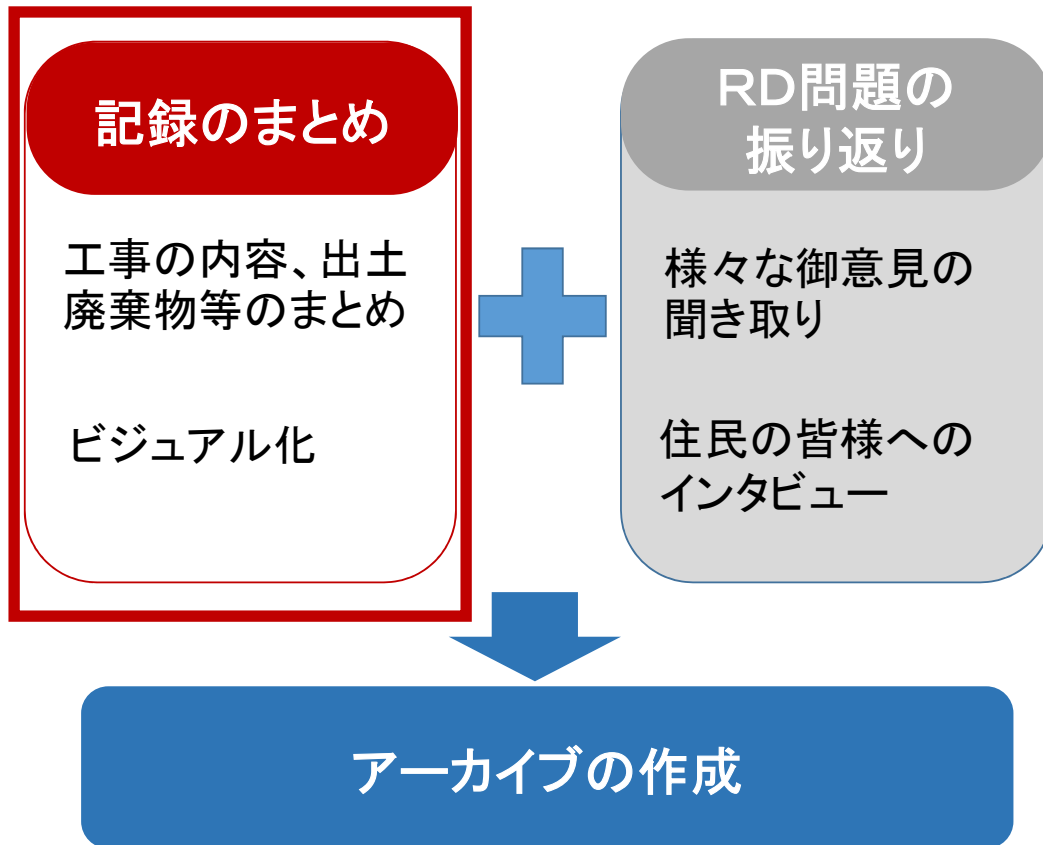 記録のまとめ
工事の内容、出土
廃棄物等のまとめ
ビジュアル化
ＲＤ問題の
振り返り
様々な御意見の
聞き取り
住民の皆様への
インタビュー
アーカイブの作成